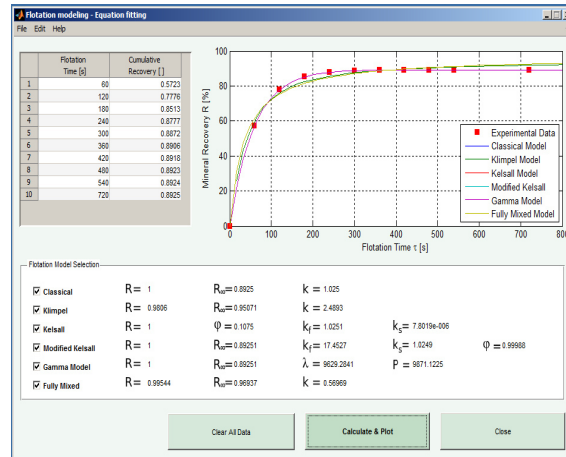 Flotation modeling - Equation fitting
File Edit Help
Flotation Time [s] Cumulative Recovery [ ]
1 60 0.5723
2 120 0.7776
3 180 0.8513
4 240 0.8777
5 300 0.8872
6 360 0.8906
7 420 0.8918
8 480 0.8923
9 540 0.8924
10 720 0.8925
Mineral Recovery R [%]
100
80
60
40
20
0
0 100 200 300 400 500 600 700 800
Flotation Time τ [s]
Experimental Data
Classical Model
Klimpel Model
Kelsall Model
Modified Kelsall
Gamma Model
Fully Mixed Model
Flotation Model Selection
Classical R= 1 R∞= 0.8925 k = 1.025
Klimpel R= 0.9806 R∞= 0.95071 k = 2.4893
Kelsall R= 1 φ= 0.1075 kf= 1.0251 ks= 7.8019e-006
Modified Kelsall R= 1 R∞= 0.89251 kf= 17.4527 ks= 1.0249 φ= 0.99988
Gamma Model R= 1 R∞= 0.89251 λ = 9629.2841 P = 9871.1225
Fully Mixed R= 0.99544 R∞= 0.96937 k = 0.56969
Clear All Data Calculate & Plot Close